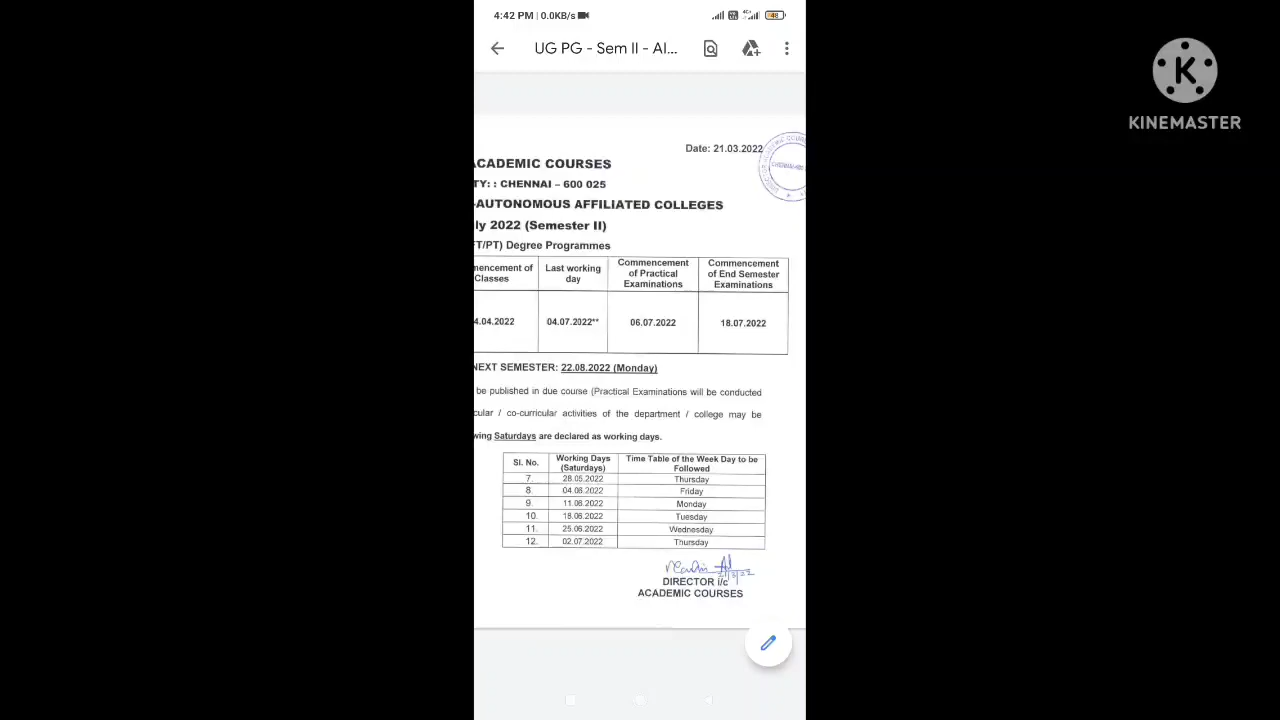 4:42 PM | 0.0KB/s
48
UG PG - Sem II - Al...
KINEMASTER
Date: 21.03.2022
ACADEMIC COURSES
TY: : CHENNAI – 600 025
-AUTONOMOUS AFFILIATED COLLEGES
ly 2022 (Semester II)
FT/PT) Degree Programmes
mencement of Classes
Last working day
Commencement of Practical Examinations
Commencement of End Semester Examinations
4.04.2022 04.07.2022** 06.07.2022 18.07.2022
NEXT SEMESTER: 22.08.2022 (Monday)
be published in due course (Practical Examinations will be conducted
cular / co-curricular activities of the department / college may be
wing Saturdays are declared as working days.
Sl. No. Working Days (Saturdays) Time Table of the Week Day to be Followed
7. 28.05.2022 Thursday
8. 04.06.2022 Friday
9. 11.06.2022 Monday
10. 18.06.2022 Tuesday
11. 25.06.2022 Wednesday
12. 02.07.2022 Thursday
21/3/22
DIRECTOR i/c
ACADEMIC COURSES